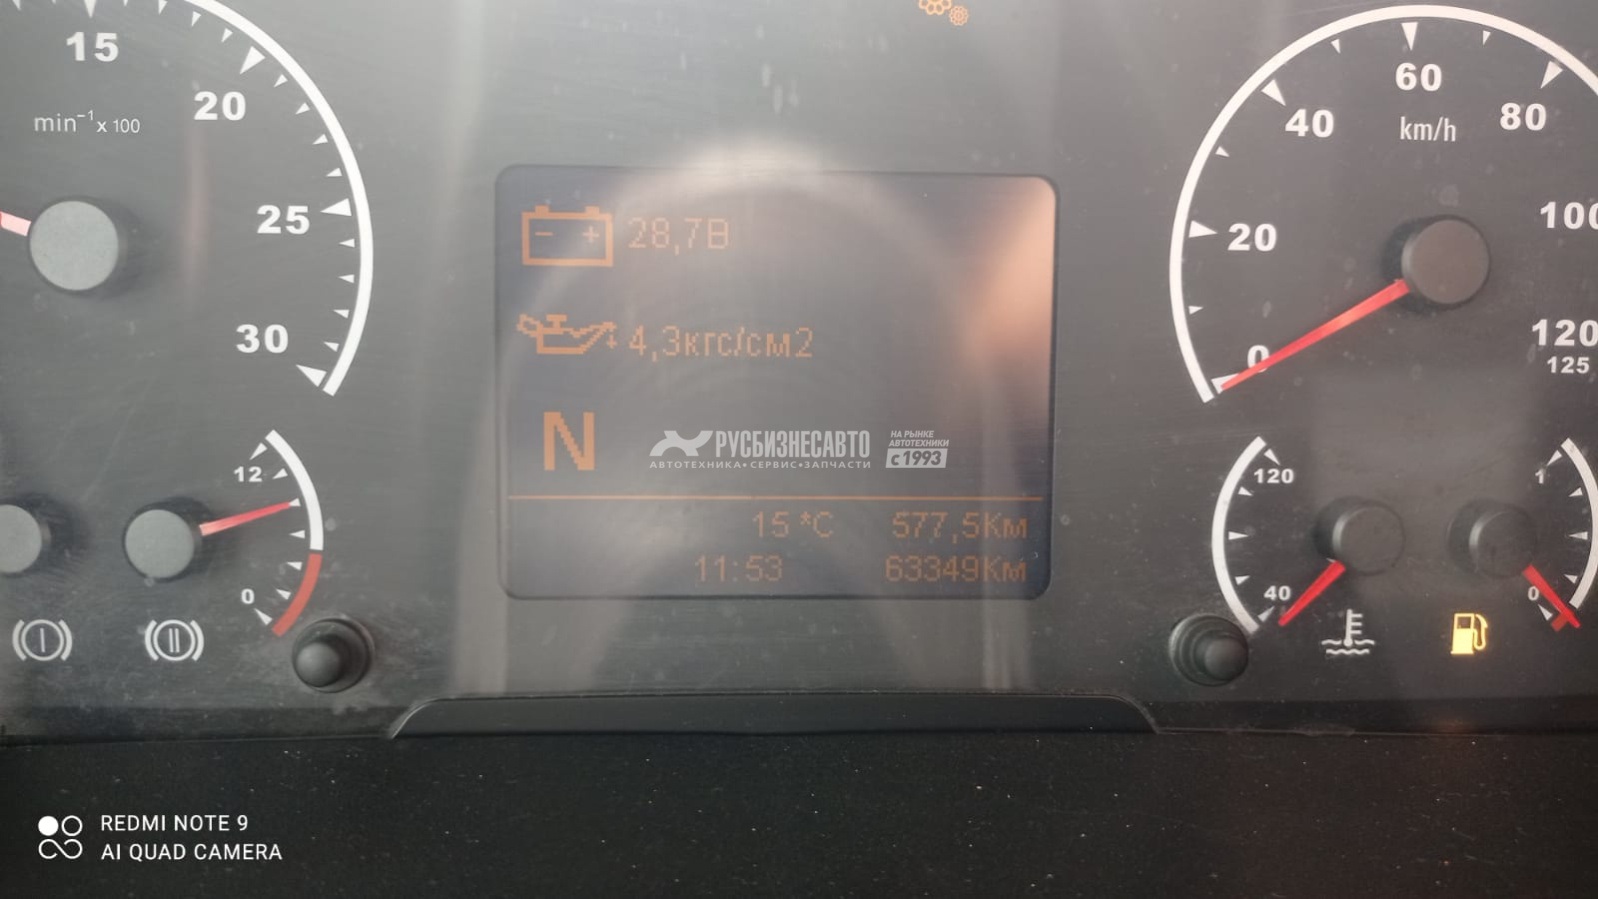 15
20
min⁻¹ x 100
25
30
12
0
28,7В
4,3кгс/см2
N
РУСБИЗНЕСАВТО
АВТОТЕХНИКА • СЕРВИС • ЗАПЧАСТИ
НА РЫНКЕ
АВТОТЕХНИКИ
с 1993
15 *C 577,5Км
11:53 63349Км
60
40
80
km/h
20
100
0
120
125
120
40
1
0
I
II
REDMI NOTE 9
AI QUAD CAMERA